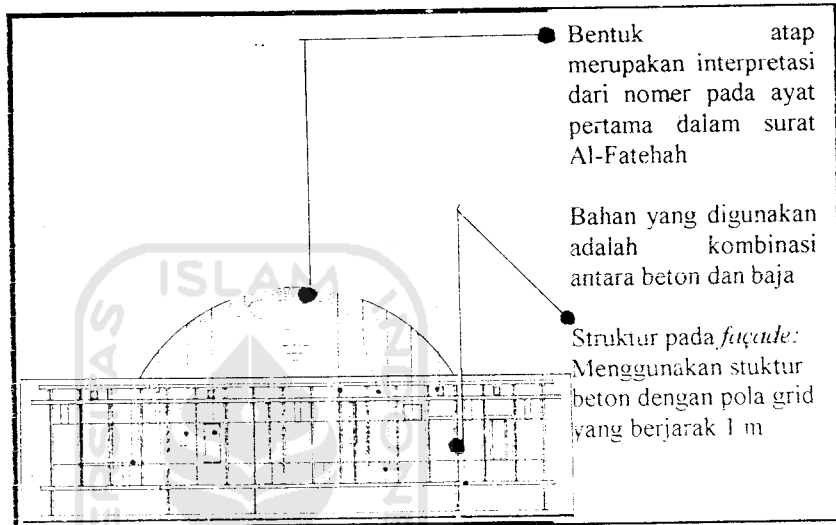 Bentuk atap
merupakan interpretasi
dari nomer pada ayat
pertama dalam surat
Al-Fatehah
Bahan yang digunakan
adalah kombinasi
antara beton dan baja
Struktur pada façade:
Menggunakan stuktur
beton dengan pola grid
yang berjarak 1 m
ISLAM